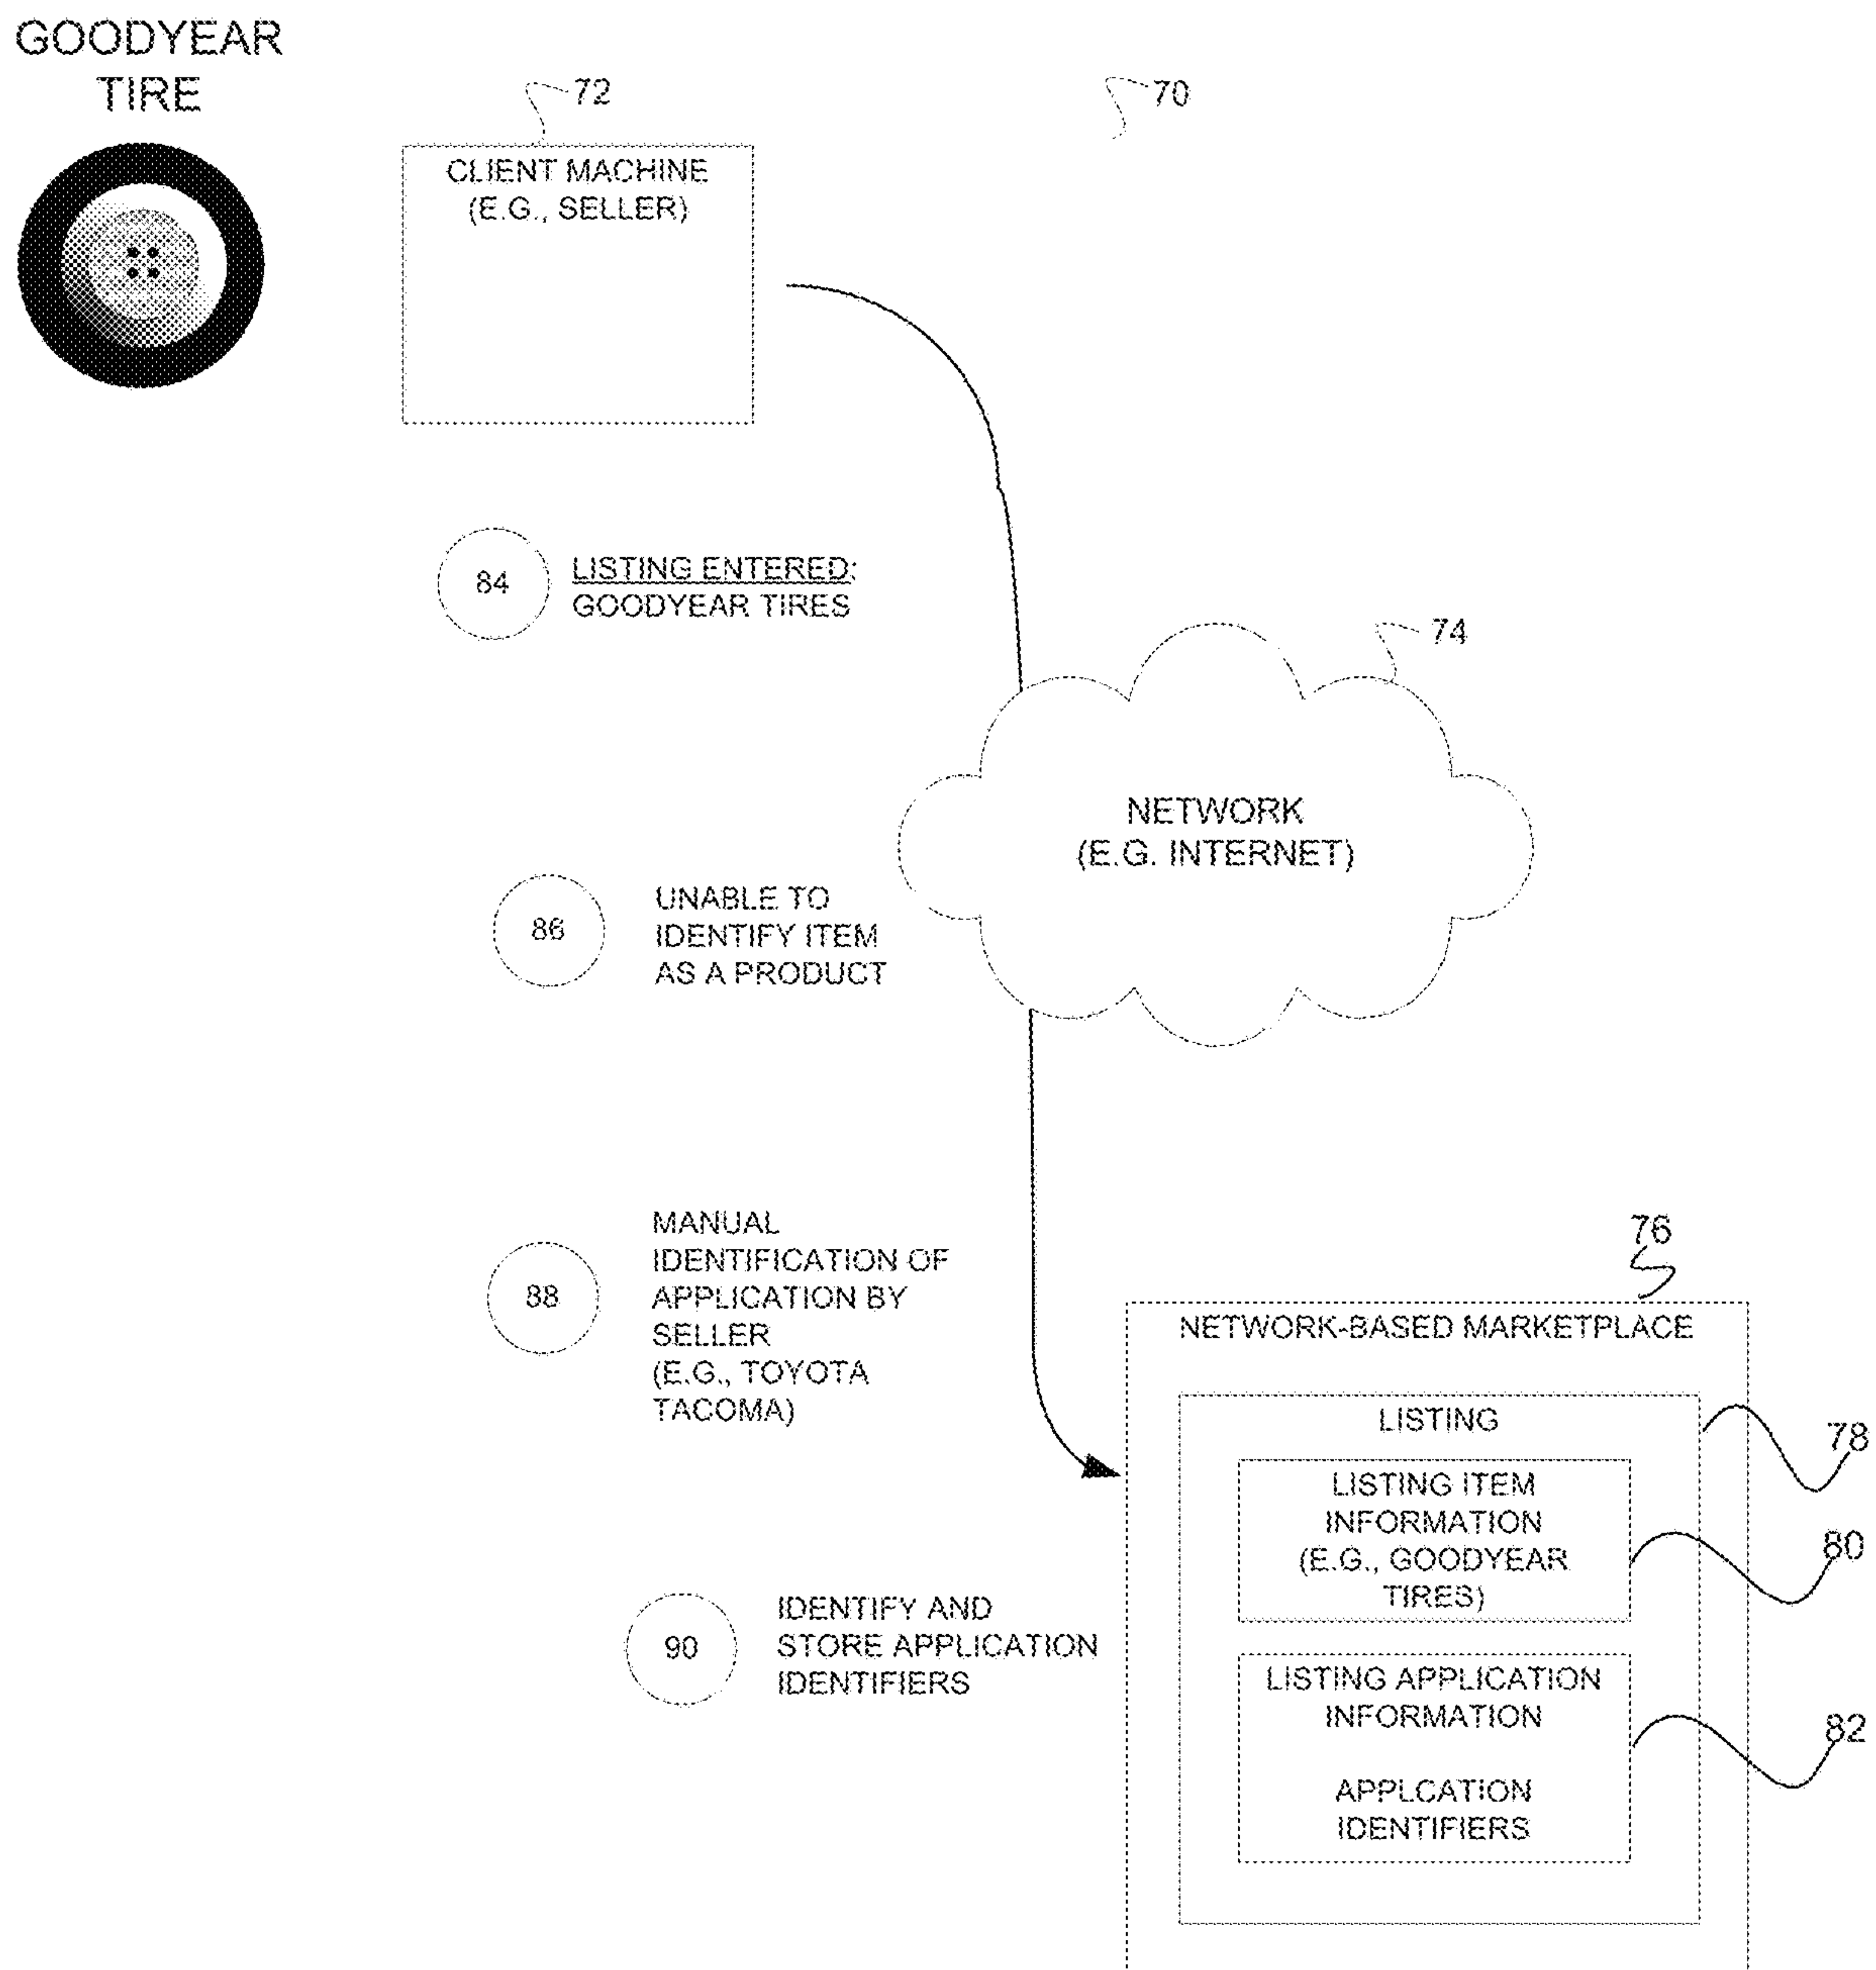 GOODYEAR
TIRE
72
70
CLIENT MACHINE
(E.G., SELLER)
84
LISTING ENTERED:
GOODYEAR TIRES
74
NETWORK
(E.G. INTERNET)
86
UNABLE TO
IDENTIFY ITEM
AS A PRODUCT
88
MANUAL
IDENTIFICATION OF
APPLICATION BY
SELLER
(E.G., TOYOTA
TACOMA)
76
NETWORK-BASED MARKETPLACE
LISTING
78
LISTING ITEM
INFORMATION
(E.G., GOODYEAR
TIRES)
80
90
IDENTIFY AND
STORE APPLICATION
IDENTIFIERS
LISTING APPLICATION
INFORMATION
82
APPLCATION
IDENTIFIERS